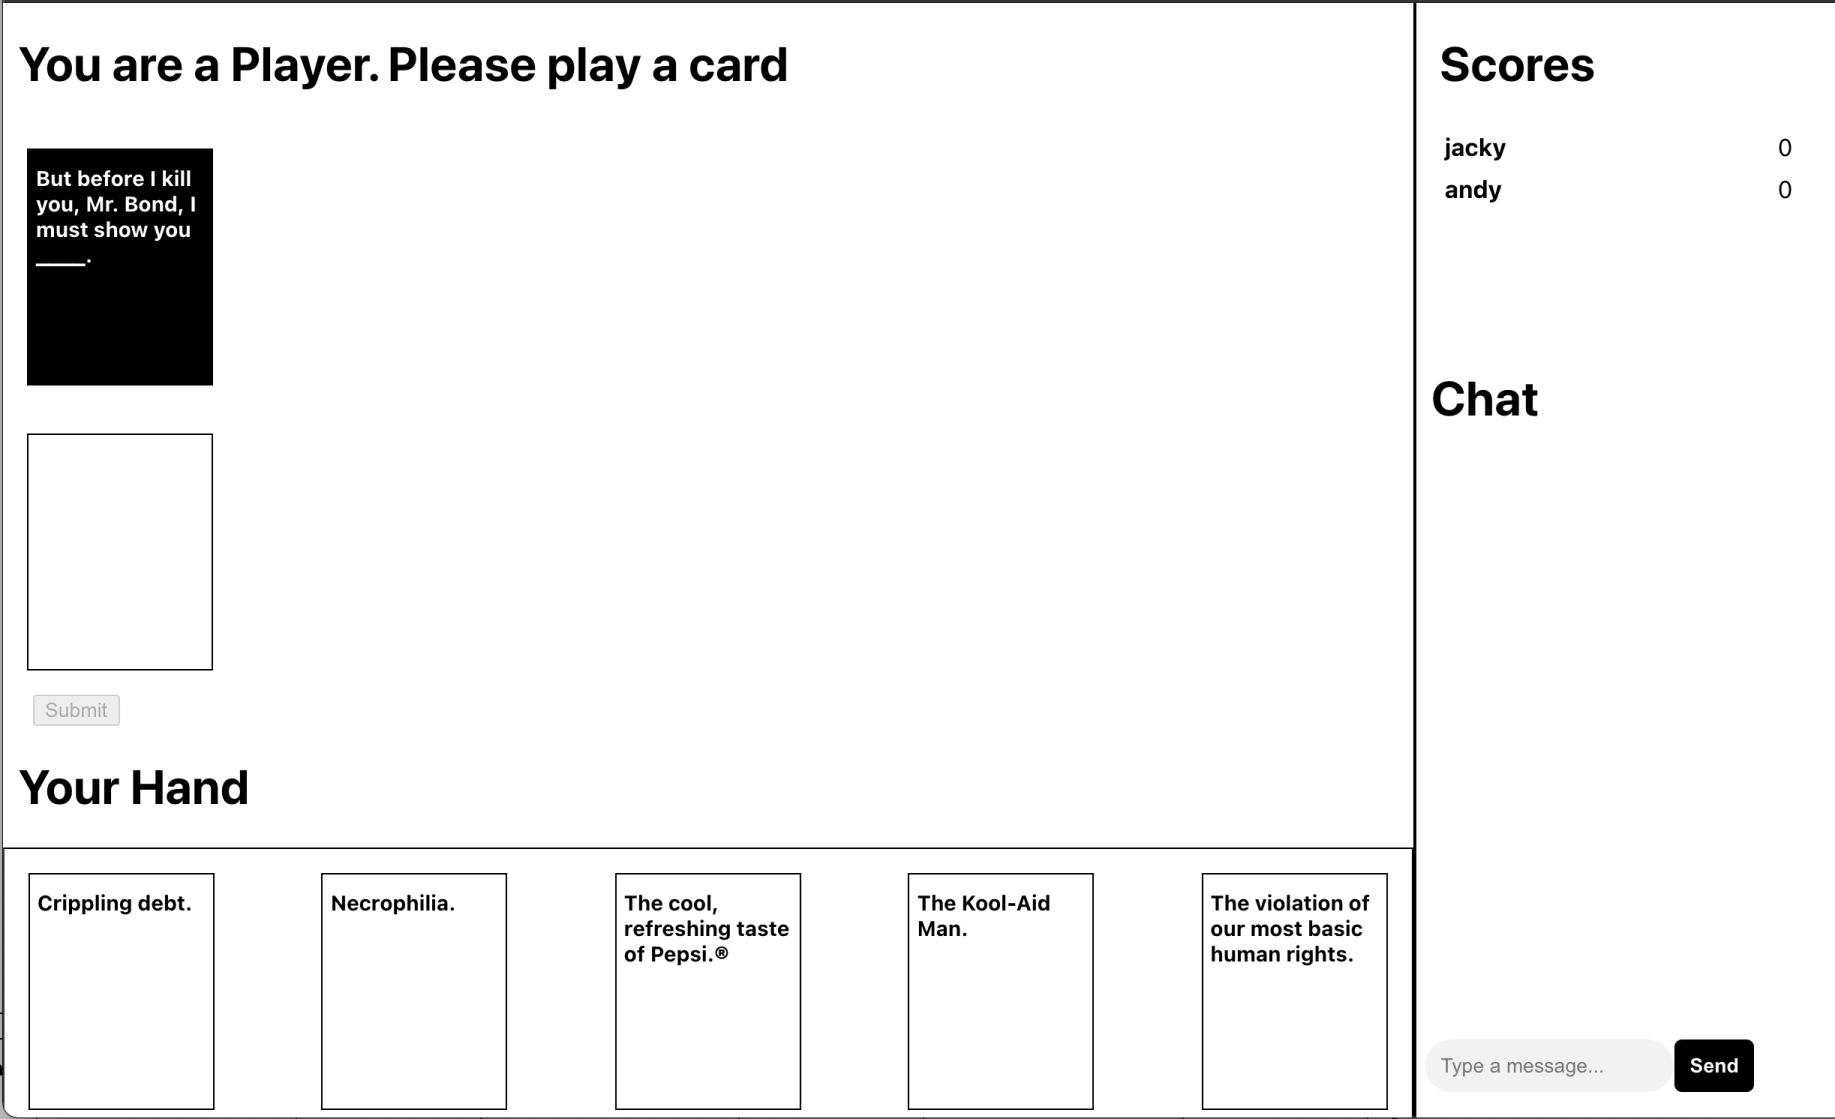 You are a Player. Please play a card
But before I kill
you, Mr. Bond, I
must show you
____.
Submit
Your Hand
Crippling debt.
Necrophilia.
The cool,
refreshing taste
of Pepsi.®
The Kool-Aid
Man.
The violation of
our most basic
human rights.
Scores
jacky 0
andy 0
Chat
Type a message...
Send